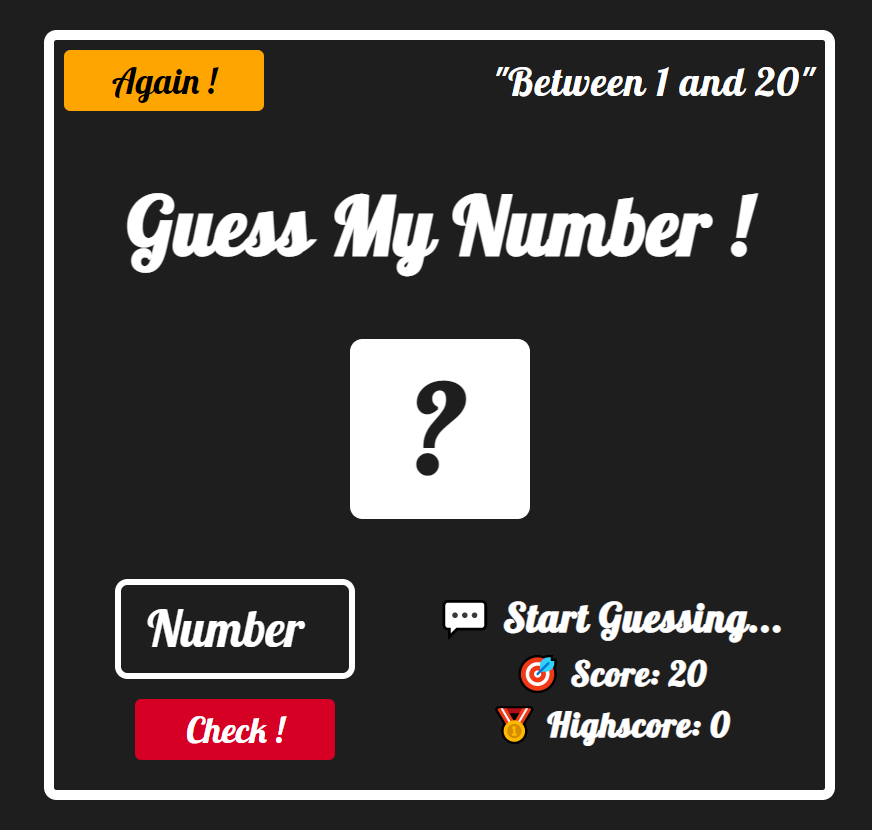 Again !
"Between 1 and 20"
Guess My Number !
?
Number
Check !
💬 Start Guessing...
🎯 Score: 20
🥇 Highscore: 0